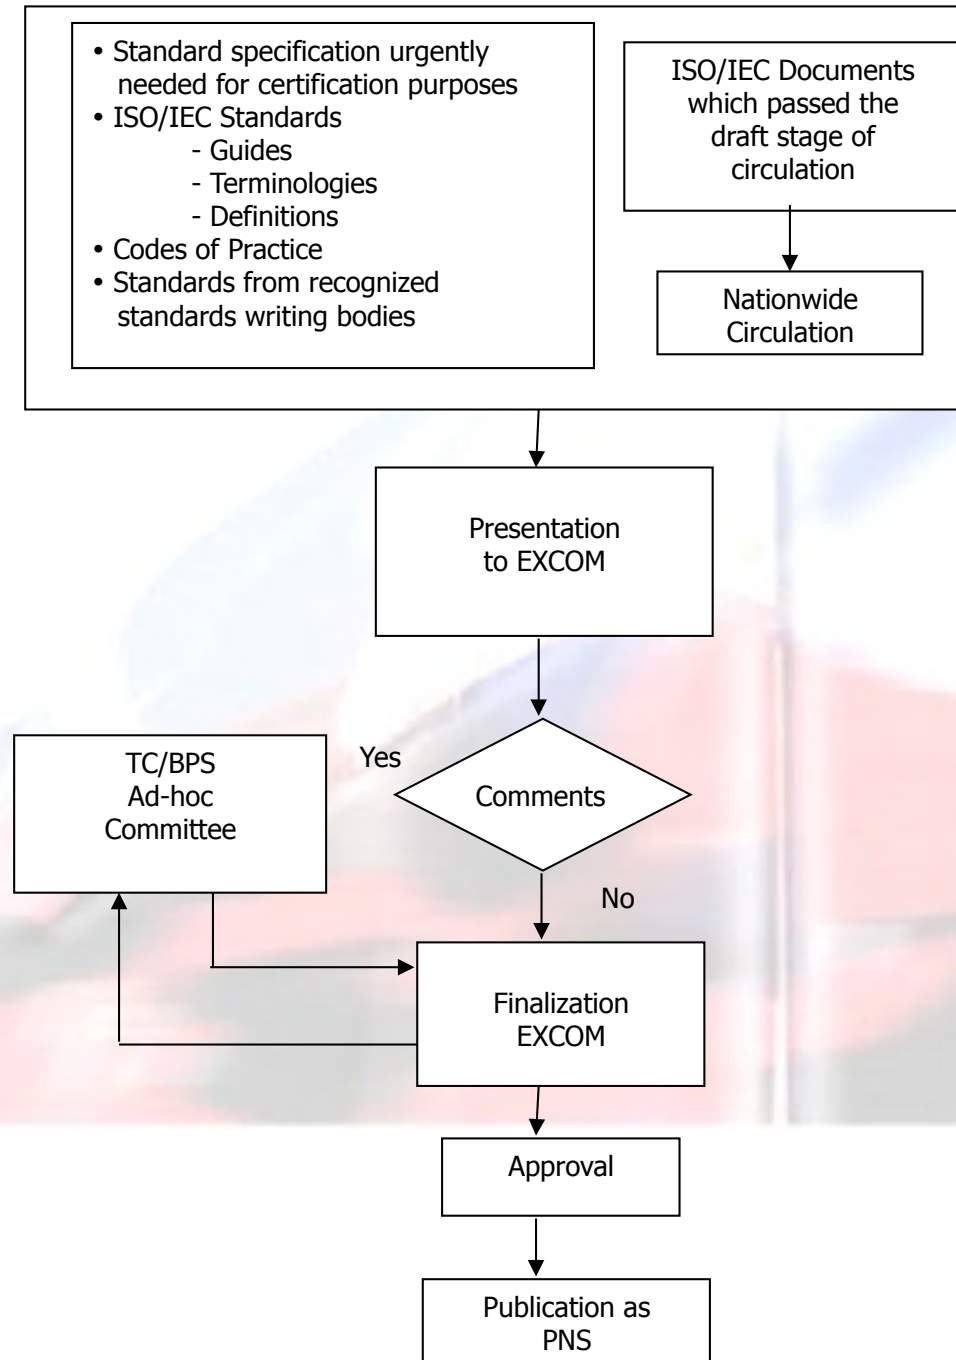 • Standard specification urgently
needed for certification purposes
• ISO/IEC Standards
- Guides
- Terminologies
- Definitions
• Codes of Practice
• Standards from recognized
standards writing bodies
ISO/IEC Documents
which passed the
draft stage of
circulation
Nationwide
Circulation
Presentation
to EXCOM
Yes
Comments
No
TC/BPS
Ad-hoc
Committee
Finalization
EXCOM
Approval
Publication as
PNS